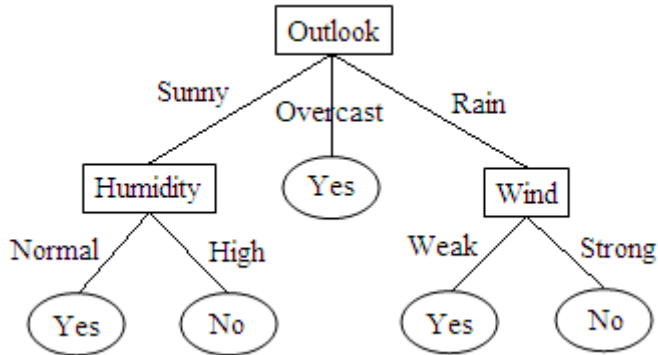 Outlook
Sunny
Overcast
Rain
Humidity
Yes
Wind
Normal
High
Weak
Strong
Yes
No
Yes
No